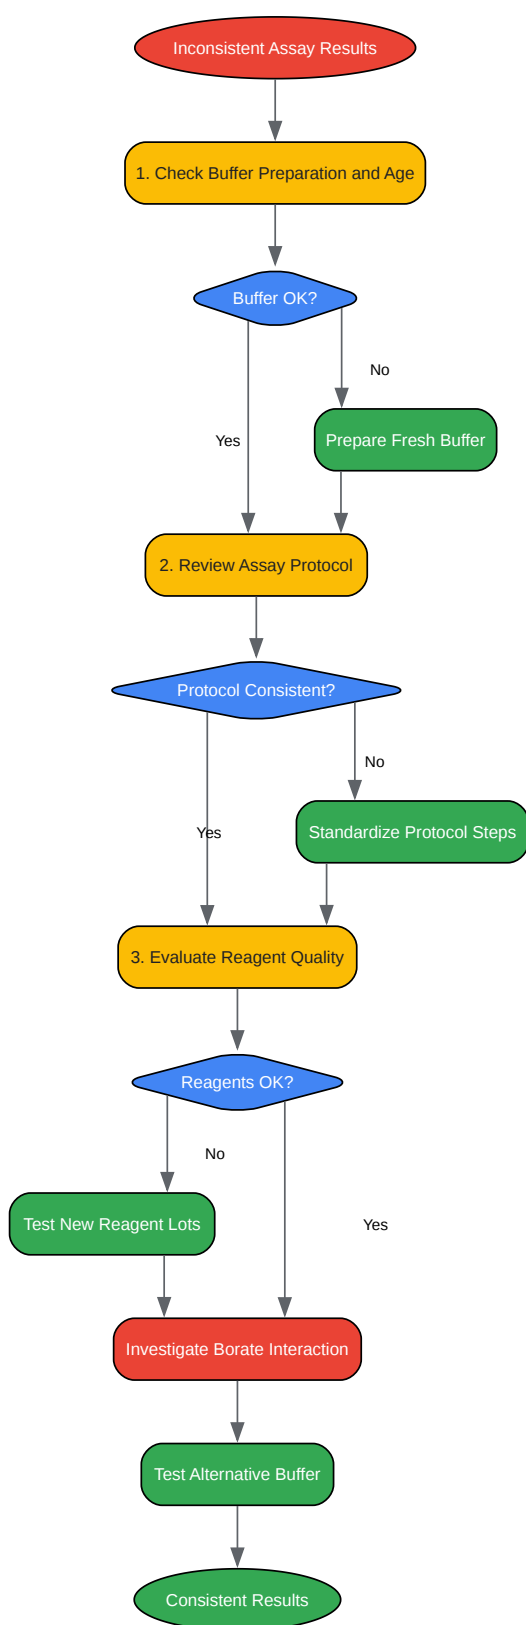 Inconsistent Assay Results
1. Check Buffer Preparation and Age
Buffer OK?
No
Yes
Prepare Fresh Buffer
2. Review Assay Protocol
Protocol Consistent?
No
Yes
Standardize Protocol Steps
3. Evaluate Reagent Quality
Reagents OK?
No
Test New Reagent Lots
Yes
Investigate Borate Interaction
Test Alternative Buffer
Consistent Results